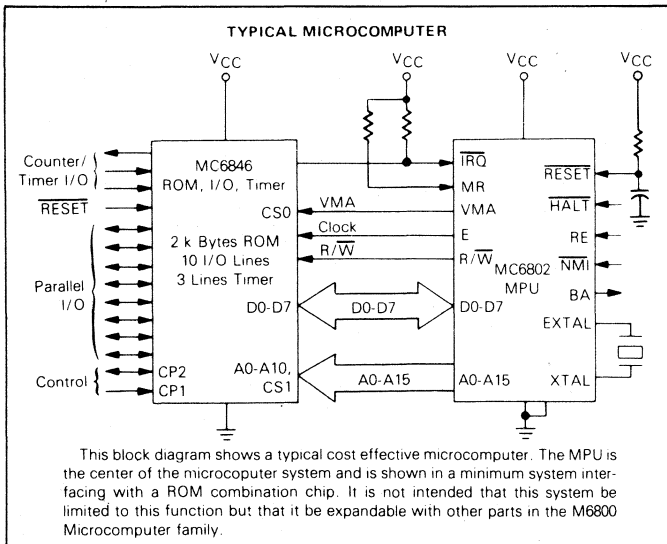 TYPICAL MICROCOMPUTER
VCC VCC VCC VCC
Counter/
Timer I/O
RESET
Parallel
I/O
Control
MC6846
ROM, I/O, Timer
CS0
2 k Bytes ROM
10 I/O Lines
3 Lines Timer
D0-D7
A0-A10,
CS1
CP2
CP1
VMA
Clock
R/W
D0-D7
A0-A15
IRQ
MR
VMA
E
R/W
MC6802
MPU
D0-D7
A0-A15
RESET
HALT
RE
NMI
BA
EXTAL
XTAL
This block diagram shows a typical cost effective microcomputer. The MPU is
the center of the microcoputer system and is shown in a minimum system inter-
facing with a ROM combination chip. It is not intended that this system be
limited to this function but that it be expandable with other parts in the M6800
Microcomputer family.